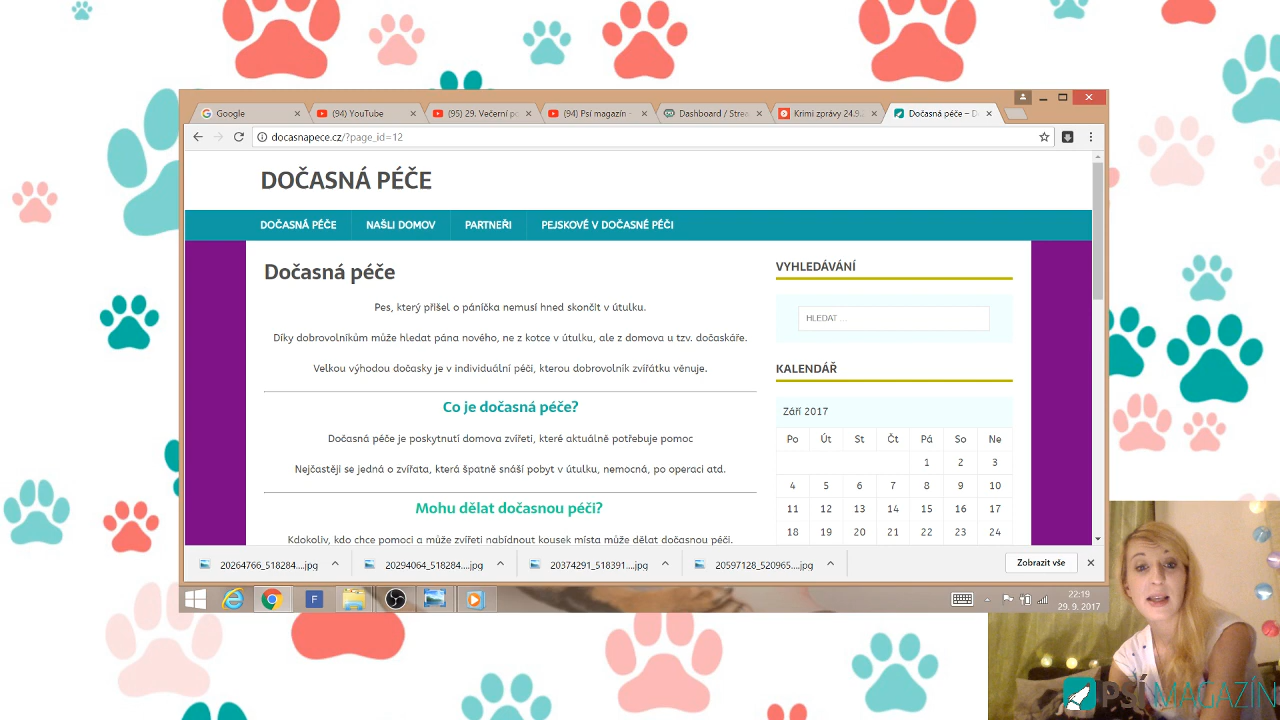 Google
(94) YouTube
(95) 29. Večerní po
(94) Psí magazín -
Dashboard / Strea
Krimi zprávy 24.9.2
Dočasná péče – D
docasnapece.cz/?page_id=12
DOČASNÁ PÉČE
DOČASNÁ PÉČE
NAŠLI DOMOV
PARTNEŘI
PEJSKOVÉ V DOČASNÉ PÉČI
Dočasná péče
Pes, který přišel o páníčka nemusí hned skončit v útulku.
Díky dobrovolníkům může hledat pána nového, ne z kotce v útulku, ale z domova u tzv. dočaskáře.
Velkou výhodou dočasky je v individuální péči, kterou dobrovolník zvířátku věnuje.
Co je dočasná péče?
Dočasná péče je poskytnutí domova zvířeti, které aktuálně potřebuje pomoc
Nejčastěji se jedná o zvířata, která špatně snáší pobyt v útulku, nemocná, po operaci atd.
Mohu dělat dočasnou péči?
Kdokoliv, kdo chce pomoci a může zvířeti nabídnout kousek místa může dělat dočasnou péči.
VYHLEDÁVÁNÍ
HLEDAT ...
KALENDÁŘ
Září 2017
Po Út St Čt Pá So Ne
1 2 3
4 5 6 7 8 9 10
11 12 13 14 15 16 17
18 19 20 21 22 23 24
20264766_518284....jpg
20294064_518284....jpg
20374291_518391....jpg
20597128_520965....jpg
Zobrazit vše
F
22:19
29. 9. 2017
PSÍ MAGAZÍN